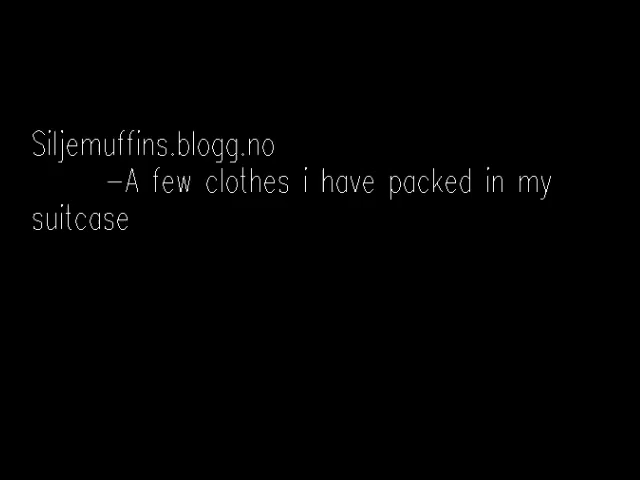 Siljemuffins.blogg.no
-A few clothes i have packed in my
suitcase